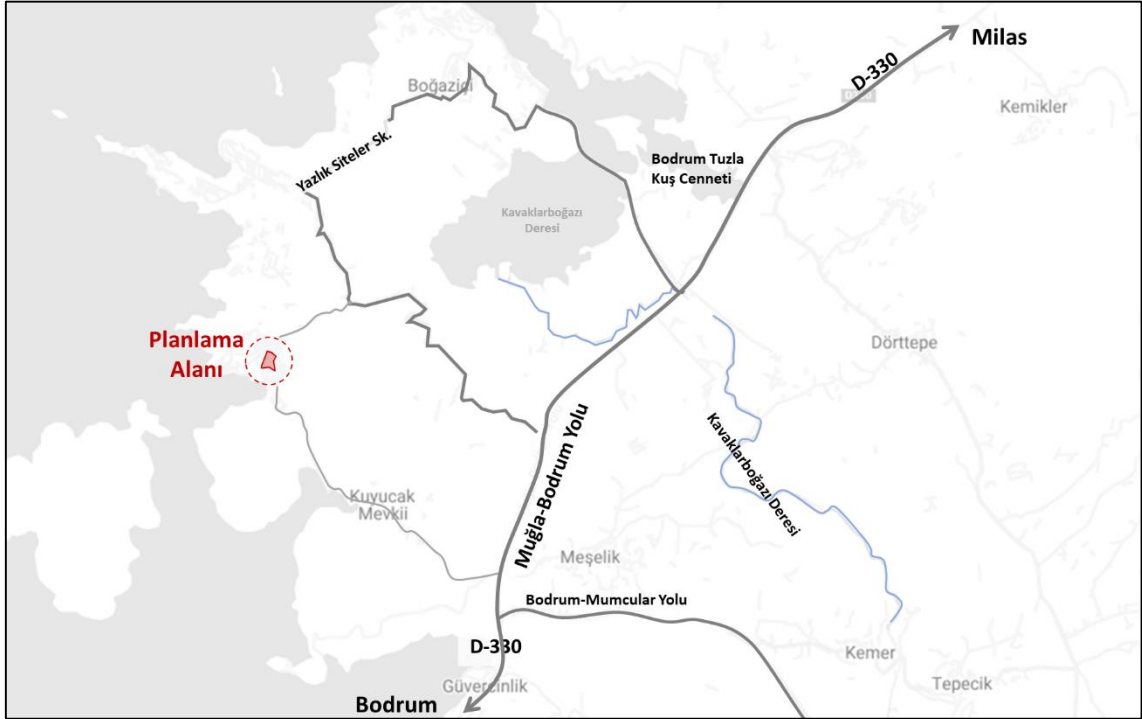 Milas
D-330
Kemikler
Boğaziçi
Yazlık Siteler Sk.
Bodrum Tuzla
Kuş Cenneti
Kavaklarboğazı
Deresi
Planlama
Alanı
Dörttepe
Muğla-Bodrum Yolu
Kavaklarboğazı Deresi
Kuyucak
Mevkii
Meşelik
Bodrum-Mumcular Yolu
D-330
Kemer
Güvercinlik
Tepecik
Bodrum